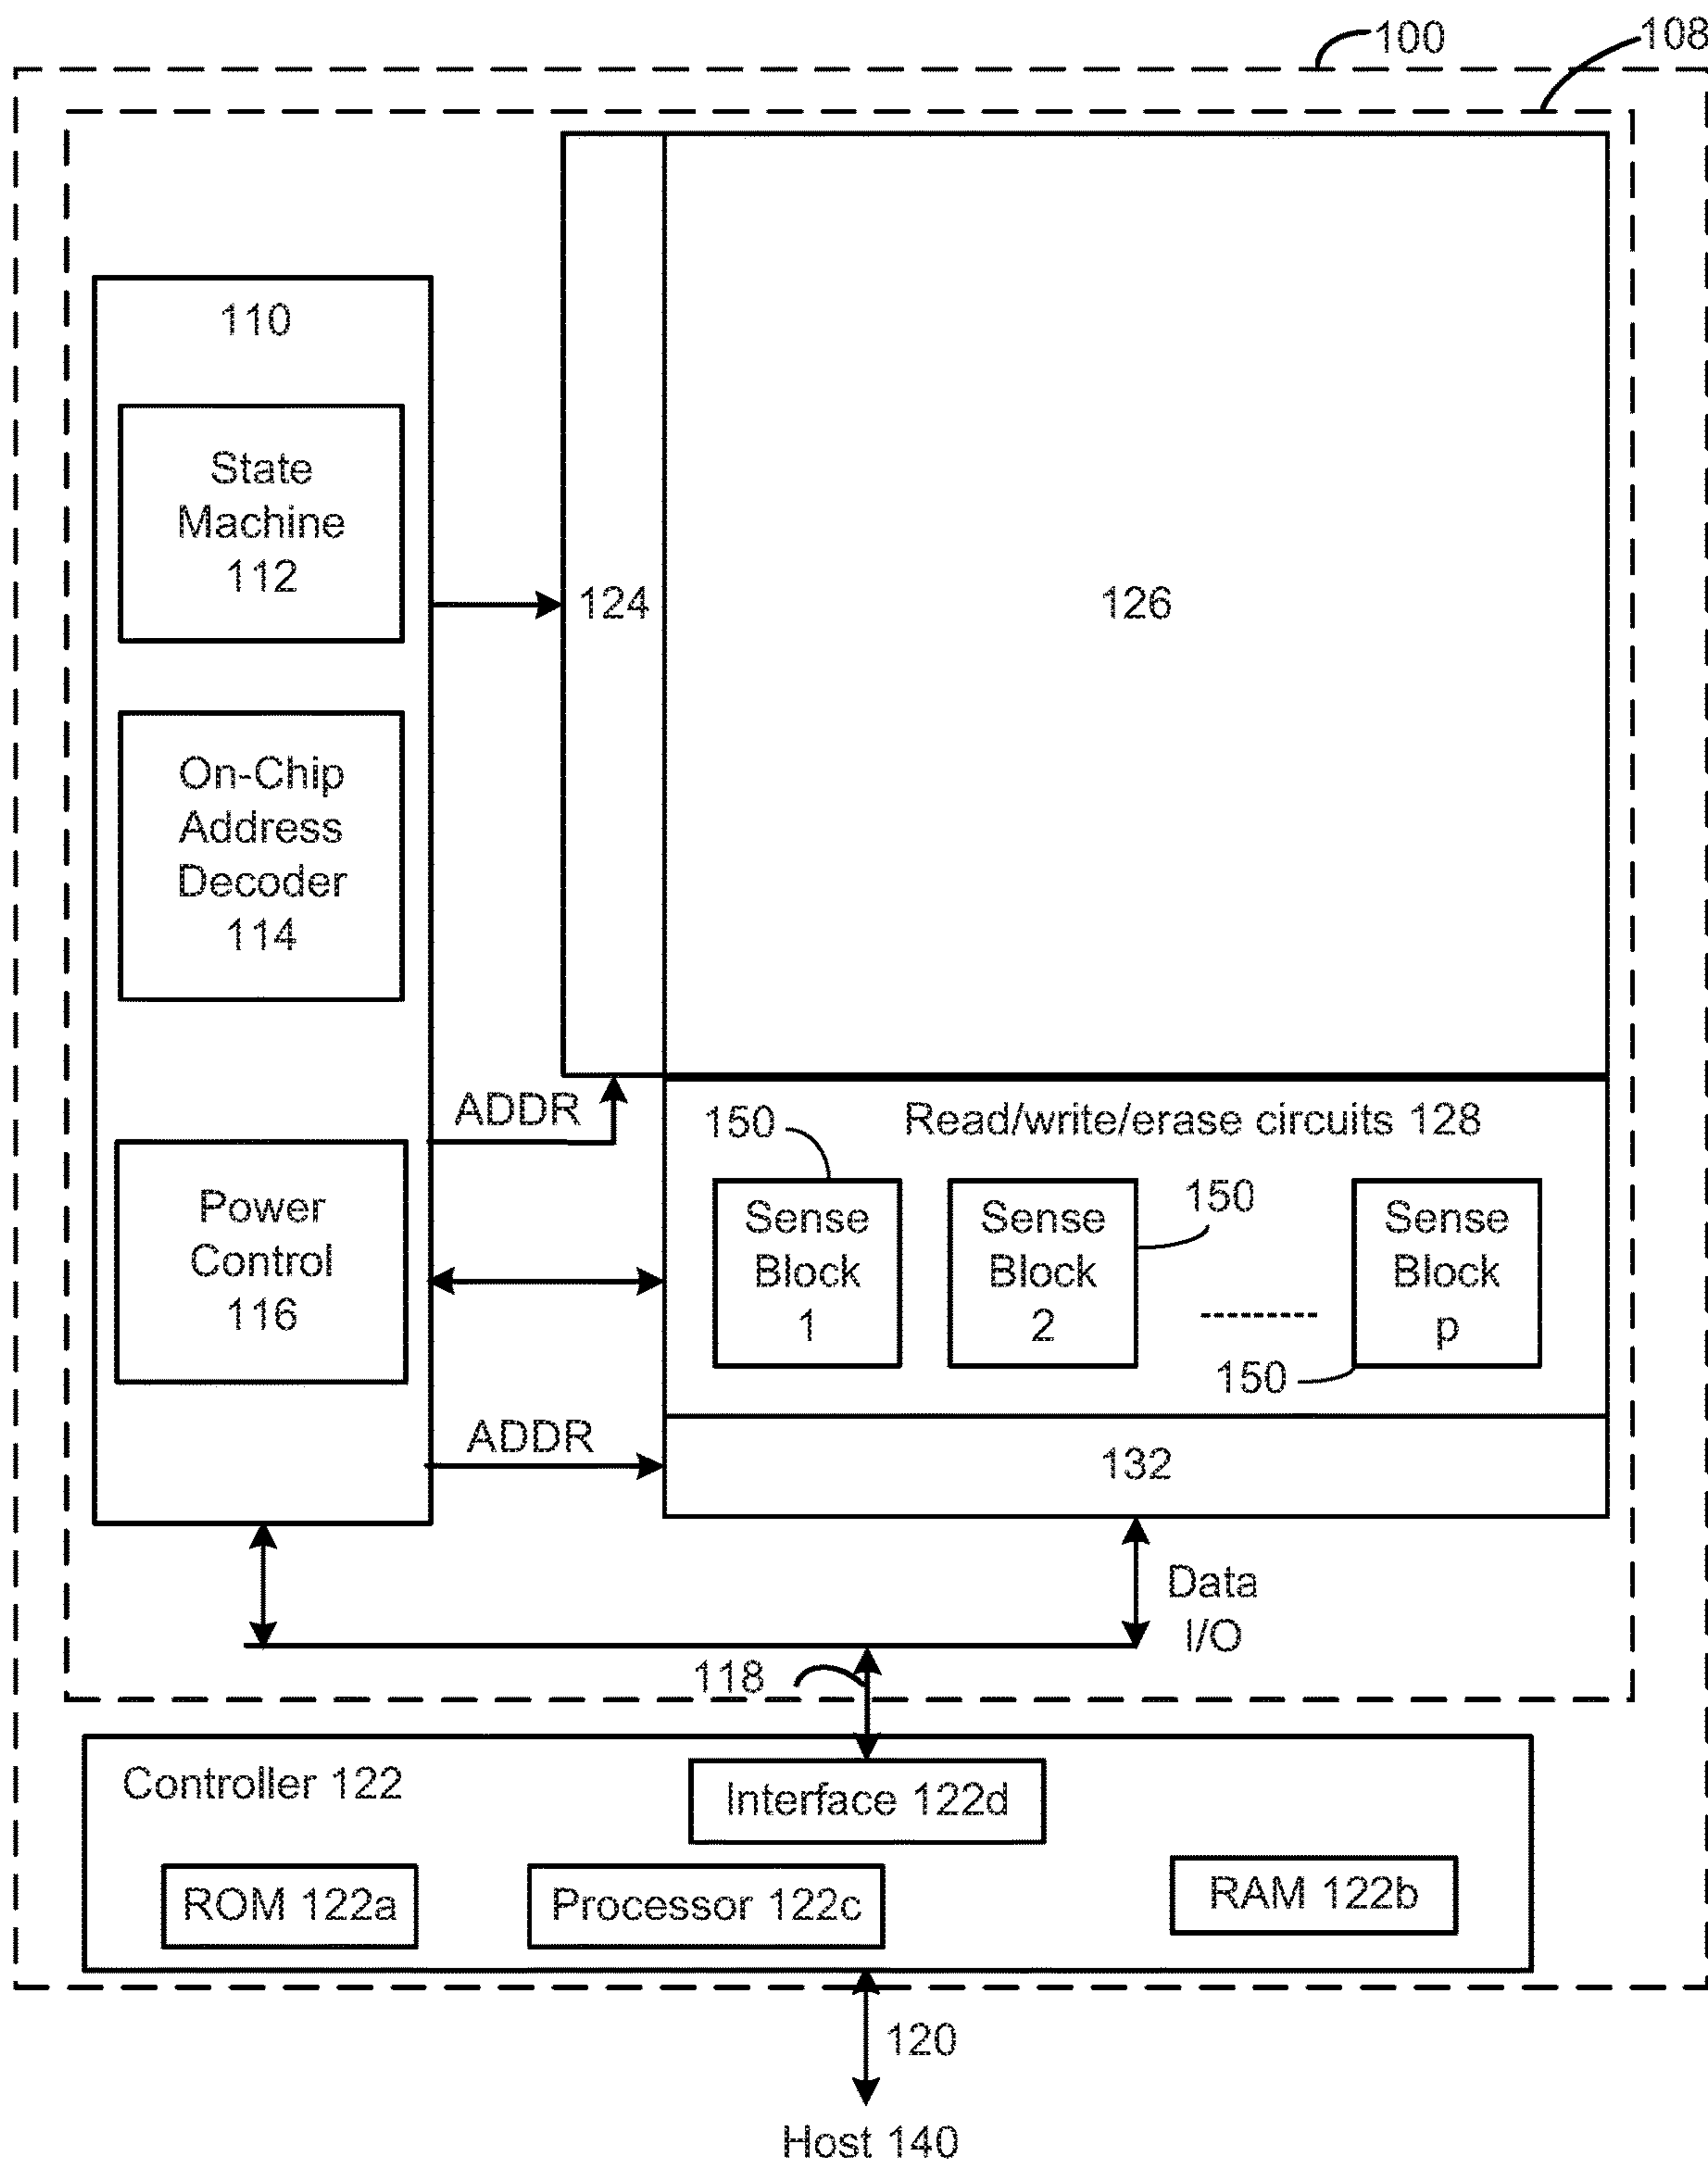 100
108
110
State
Machine
112
124
126
On-Chip
Address
Decoder
114
ADDR
Read/write/erase circuits 128
150
Sense
Block
1
Sense
Block
2
150
Sense
Block
p
150
Power
Control
116
ADDR
132
Data
I/O
118
Controller 122
Interface 122d
ROM 122a
Processor 122c
RAM 122b
120
Host 140